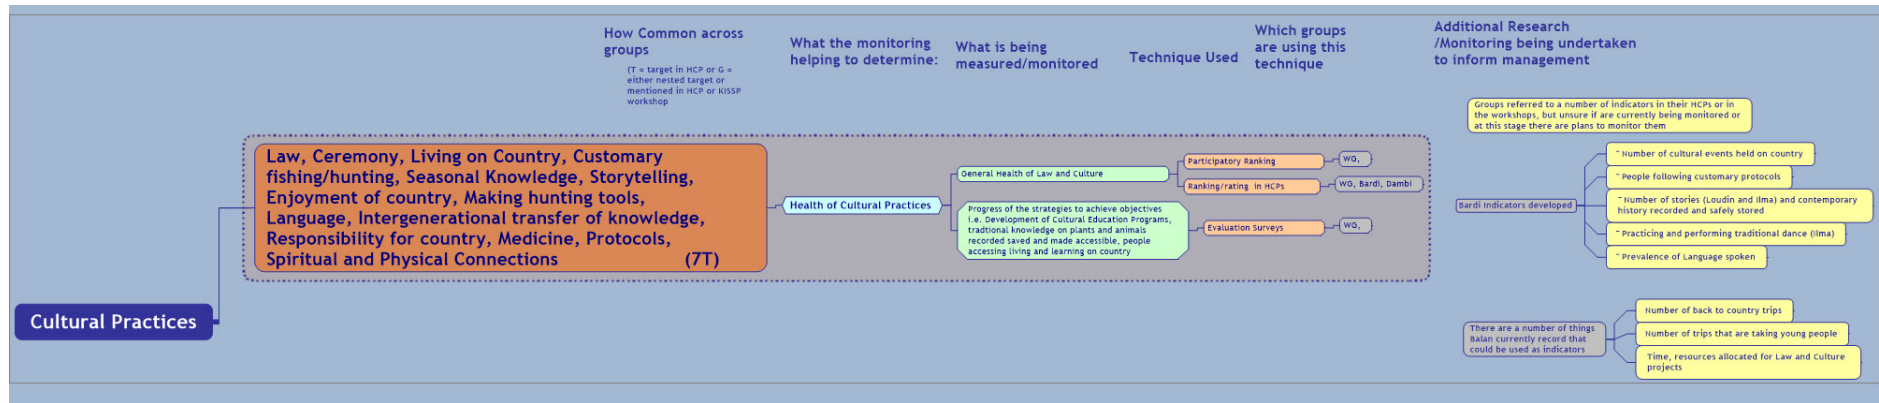 How Common across
groups
(T = target in HCP or G =
either nested target or
mentioned in HCP or KISSP
workshop
What the monitoring
helping to determine:
What is being
measured/monitored
Technique Used
Which groups
are using this
technique
Additional Research
/Monitoring being undertaken
to inform management
Cultural Practices
Law, Ceremony, Living on Country, Customary
fishing/hunting, Seasonal Knowledge, Storytelling,
Enjoyment of country, Making hunting tools,
Language, Intergenerational transfer of knowledge,
Responsibility for country, Medicine, Protocols,
Spiritual and Physical Connections (7T)
Health of Cultural Practices
General Health of Law and Culture
Participatory Ranking
WG,
Ranking/rating in HCPs
WG, Bardi, Dambi
Progress of the strategies to achieve objectives
i.e. Development of Cultural Education Programs,
tradtional knowledge on plants and animals
recorded saved and made accessible, people
accessing living and learning on country
Evaluation Surveys
WG,
Groups referred to a number of indicators in their HCPs or in
the workshops, but unsure if are currently being monitored or
at this stage there are plans to monitor them
Bardi Indicators developed
¨ Number of cultural events held on country
¨ People following customary protocols
¨ Number of stories (Loudin and Ilma) and contemporary
history recorded and safely stored
¨ Practicing and performing traditional dance (Ilma)
¨ Prevalence of Language spoken
There are a number of things
Balan currently record that
could be used as indicators
Number of back to country trips
Number of trips that are taking young people
Time, resources allocated for Law and Culture
projects